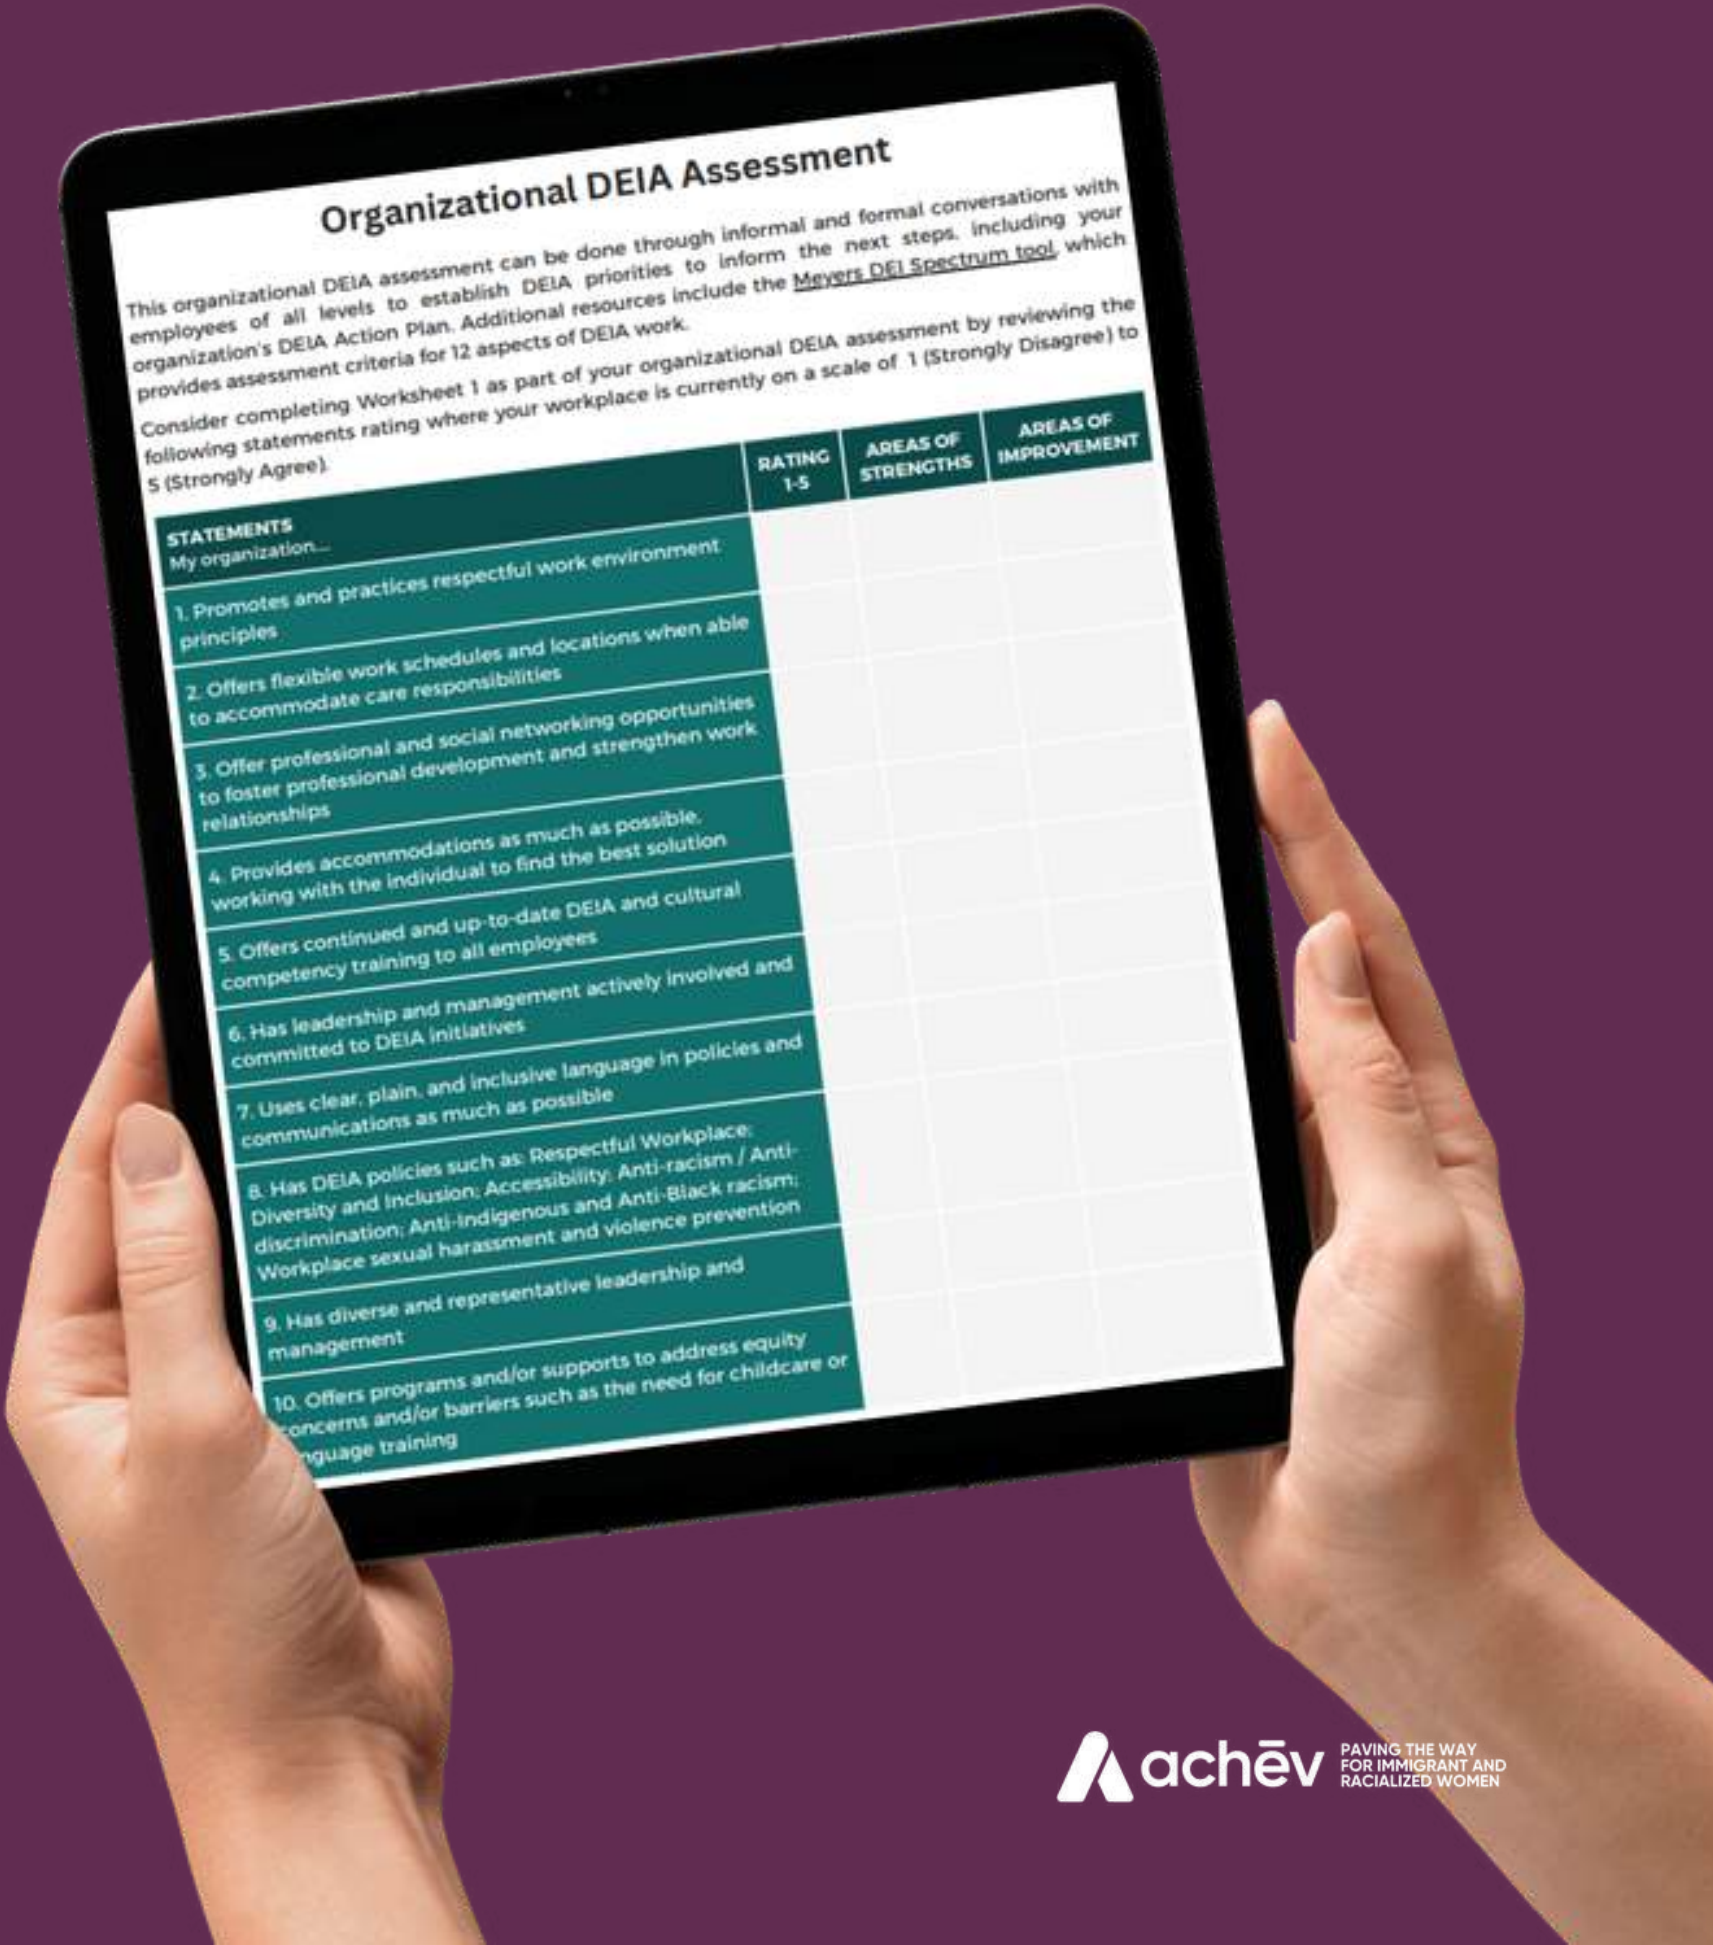 Organizational DEIA Assessment
This organizational DEIA assessment can be done through informal and formal conversations with
employees of all levels to establish DEIA priorities to inform the next steps, including your
organization's DEIA Action Plan. Additional resources include the Meyers DEI Spectrum tool, which
provides assessment criteria for 12 aspects of DEIA work.
Consider completing Worksheet 1 as part of your organizational DEIA assessment by reviewing the
following statements rating where your workplace is currently on a scale of 1 (Strongly Disagree) to
5 (Strongly Agree).
STATEMENTS
My organization...
RATING
1-5
AREAS OF
STRENGTHS
AREAS OF
IMPROVEMENT
1. Promotes and practices respectful work environment
principles
2. Offers flexible work schedules and locations when able
to accommodate care responsibilities
3. Offer professional and social networking opportunities
to foster professional development and strengthen work
relationships
4. Provides accommodations as much as possible,
working with the individual to find the best solution
5. Offers continued and up-to-date DEIA and cultural
competency training to all employees
6. Has leadership and management actively involved and
committed to DEIA initiatives
7. Uses clear, plain, and inclusive language in policies and
communications as much as possible
8. Has DEIA policies such as: Respectful Workplace;
Diversity and Inclusion; Accessibility; Anti-racism / Anti-
discrimination; Anti-Indigenous and Anti-Black racism;
Workplace sexual harassment and violence prevention
9. Has diverse and representative leadership and
management
10. Offers programs and/or supports to address equity
oncerns and/or barriers such as the need for childcare or
nguage training
achēv
PAVING THE WAY
FOR IMMIGRANT AND
RACIALIZED WOMEN